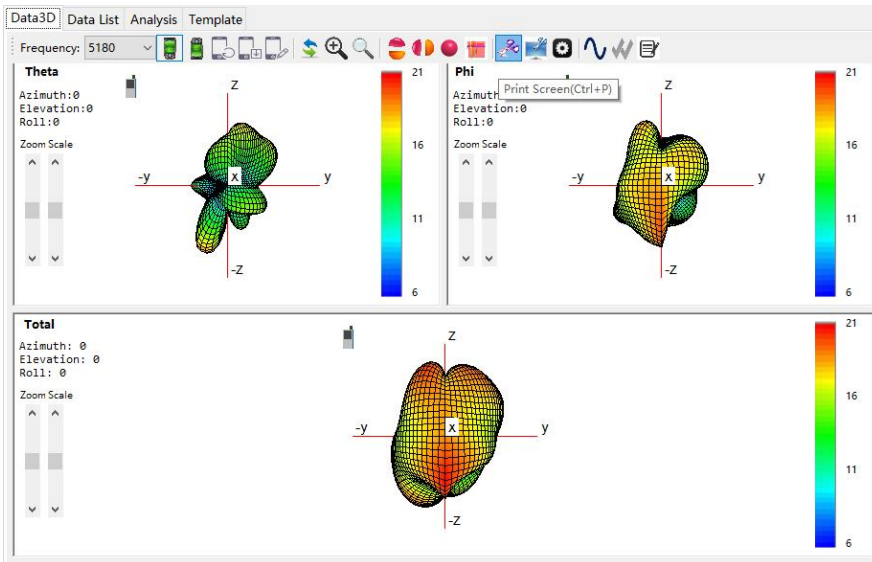 Data3D Data List Analysis Template
Frequency: 5180
Theta
Azimuth:0
Elevation:0
Roll:0
Zoom Scale
Z
-y
x
y
-Z
21
16
11
6
Phi
Print Screen(Ctrl+P)
Azimuth:0
Elevation:0
Roll:0
Zoom Scale
Z
-y
x
y
-Z
21
16
11
6
Total
Azimuth: 0
Elevation: 0
Roll: 0
Zoom Scale
Z
-y
x
y
-Z
21
16
11
6